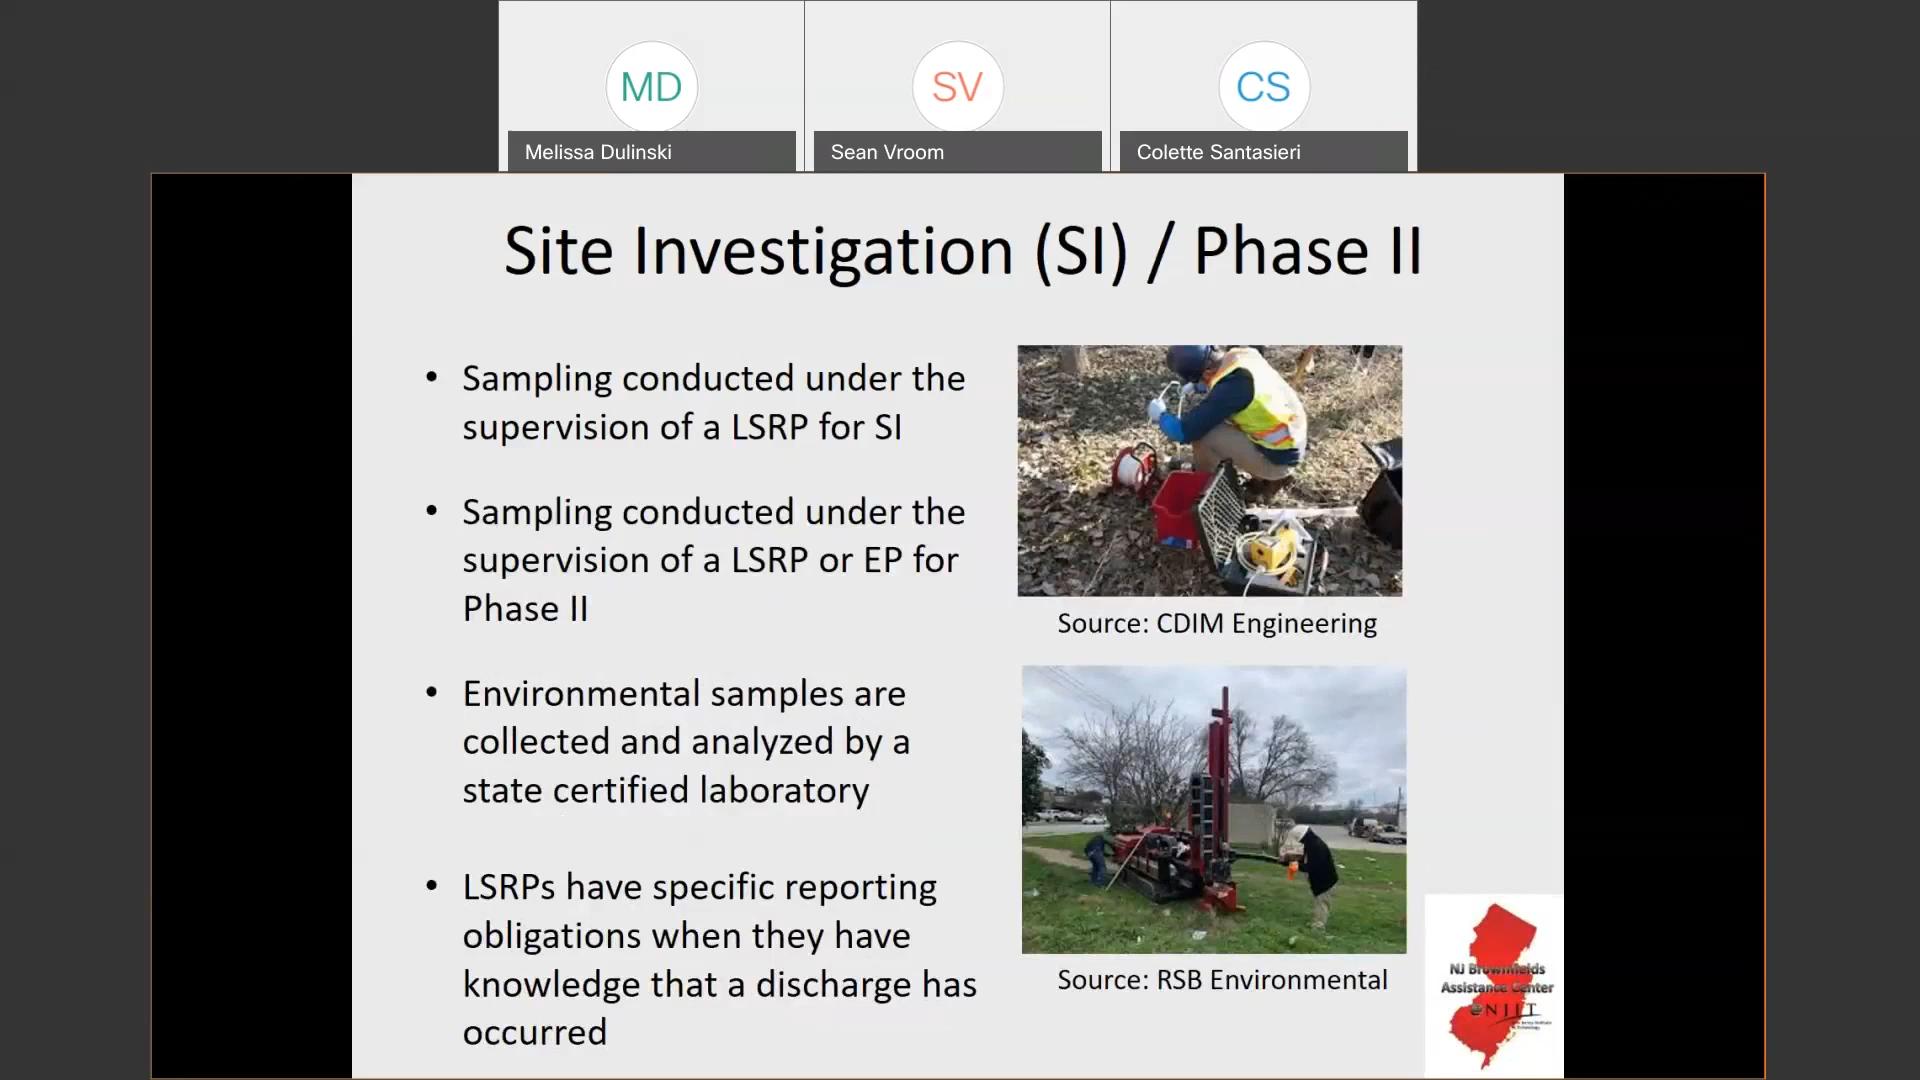 MD
SV
CS
Melissa Dulinski
Sean Vroom
Colette Santasieri
Site Investigation (SI) / Phase II
• Sampling conducted under the
supervision of a LSRP for SI
• Sampling conducted under the
supervision of a LSRP or EP for
Phase II
• Environmental samples are
collected and analyzed by a
state certified laboratory
• LSRPs have specific reporting
obligations when they have
knowledge that a discharge has
occurred
Source: CDIM Engineering
Source: RSB Environmental
NJ Brownfields
Assistance Center
@NJIT